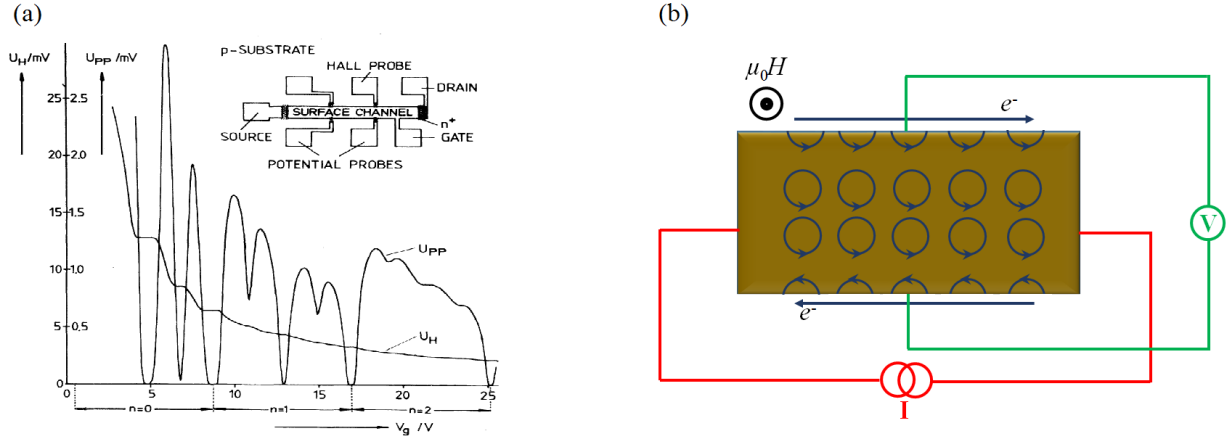 (a)
(b)
U_H/mV
U_PP/mV
p-SUBSTRATE
HALL PROBE
DRAIN
SURFACE CHANNEL
n+
SOURCE
GATE
POTENTIAL PROBES
25
2.5
20
2.0
15
1.5
10
1.0
5
0.5
0
0
U_PP
U_H
0
5
10
15
20
25
n=0
n=1
n=2
V_g / V
μ₀H
e⁻
e⁻
V
I